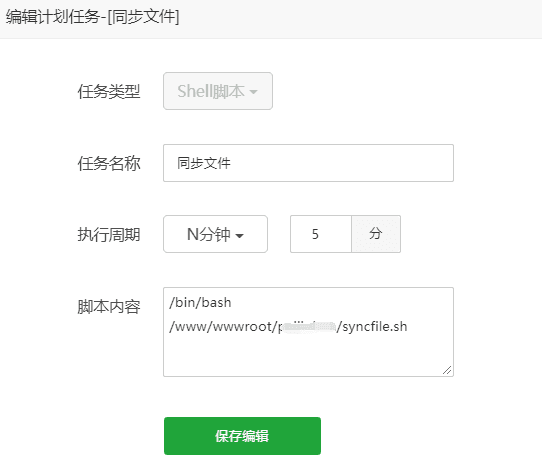 编辑计划任务-[同步文件]
任务类型 Shell脚本
任务名称 同步文件
执行周期 N分钟 5 分
脚本内容 /bin/bash
/www/wwwroot/ /syncfile.sh
保存编辑